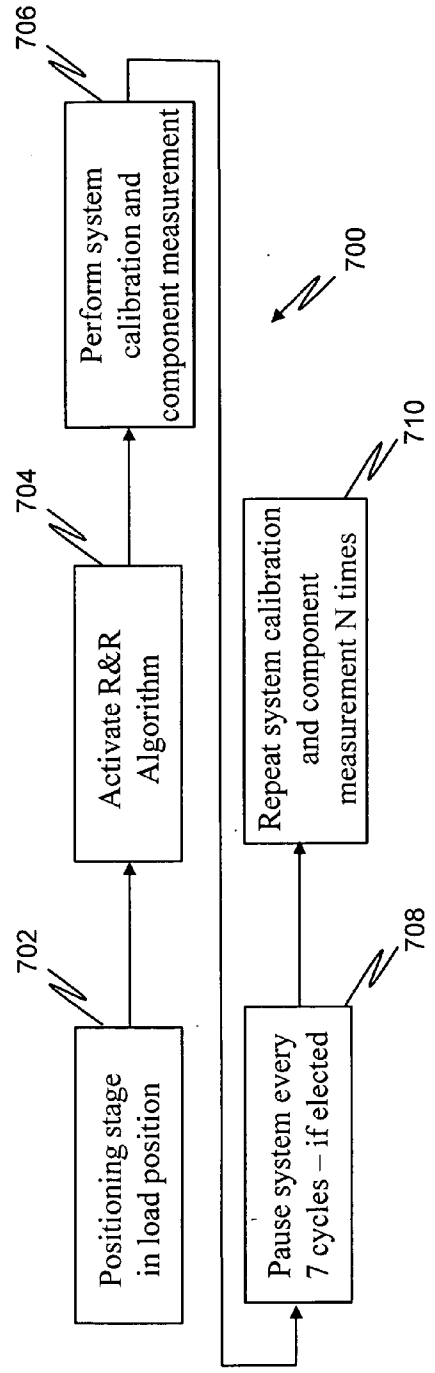 702
Positioning stage
in load position
704
Activate R&R
Algorithm
706
Perform system
calibration and
component measurement
708
Pause system every
7 cycles – if elected
710
Repeat system calibration
and component
measurement N times
700